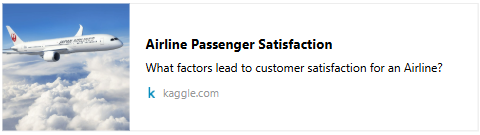 Airline Passenger Satisfaction
What factors lead to customer satisfaction for an Airline?
k kaggle.com